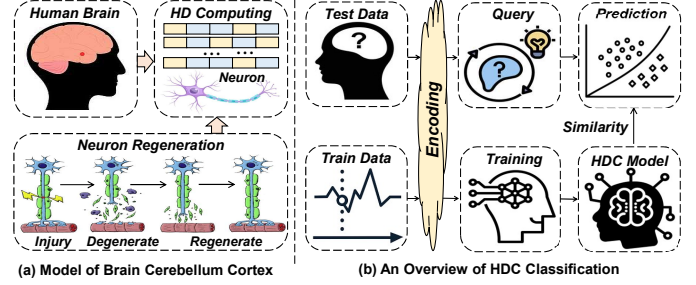 Human Brain
HD Computing
... ...
Neuron
Neuron Regeneration
Injury
Degenerate
Regenerate
(a) Model of Brain Cerebellum Cortex
Test Data
?
Encoding
Query
?
Prediction
Similarity
Train Data
Training
HDC Model
(b) An Overview of HDC Classification